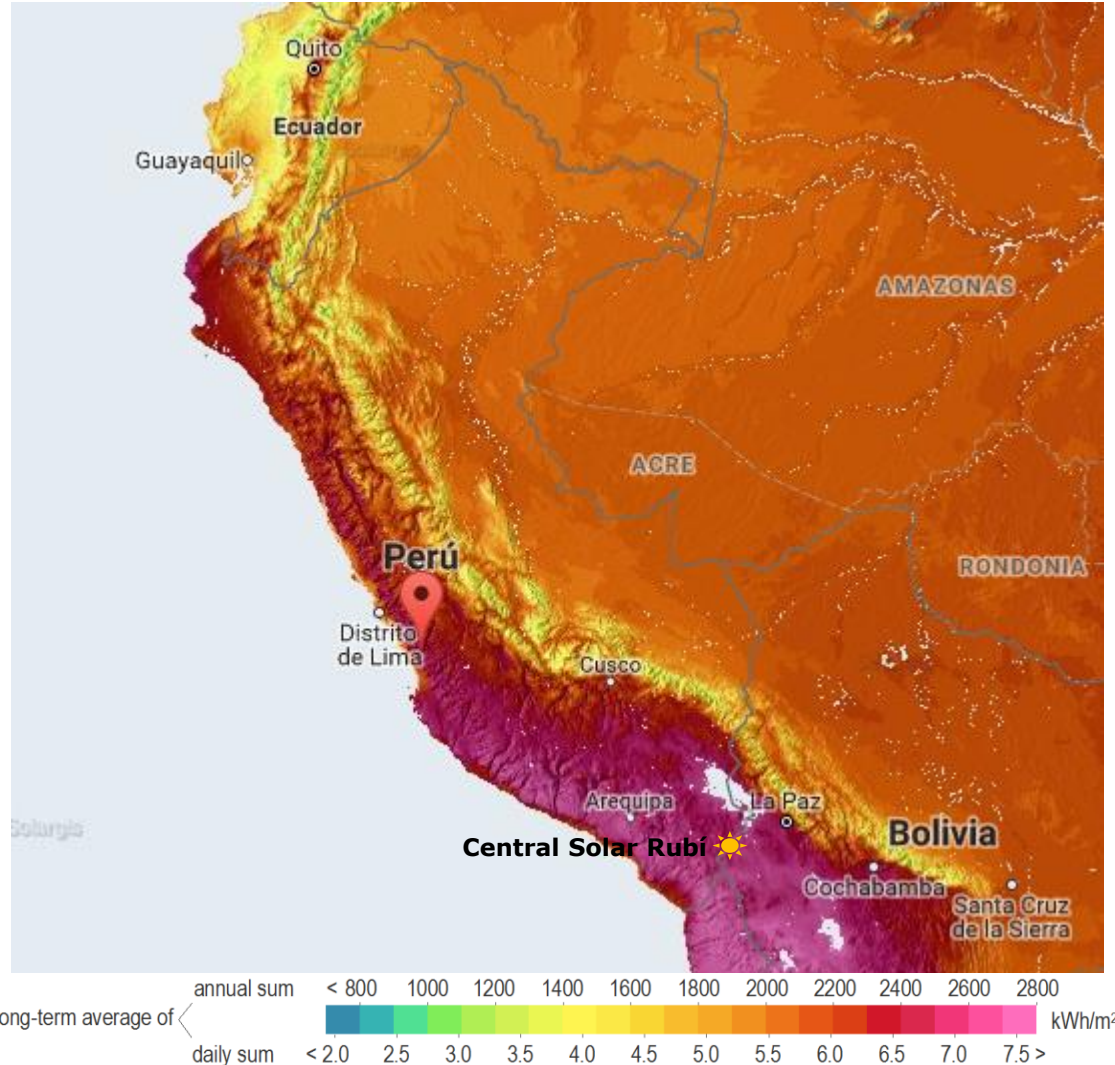 Quito
Ecuador
Guayaquil
AMAZONAS
ACRE
Perú
RONDONIA
Distrito
de Lima
Cusco
Arequipa
La Paz
Solargis
Bolivia
Central Solar Rubí
Cochabamba
Santa Cruz
de la Sierra
annual sum < 800 1000 1200 1400 1600 1800 2000 2200 2400 2600 2800
ong-term average of kWh/m²
daily sum < 2.0 2.5 3.0 3.5 4.0 4.5 5.0 5.5 6.0 6.5 7.0 7.5 >